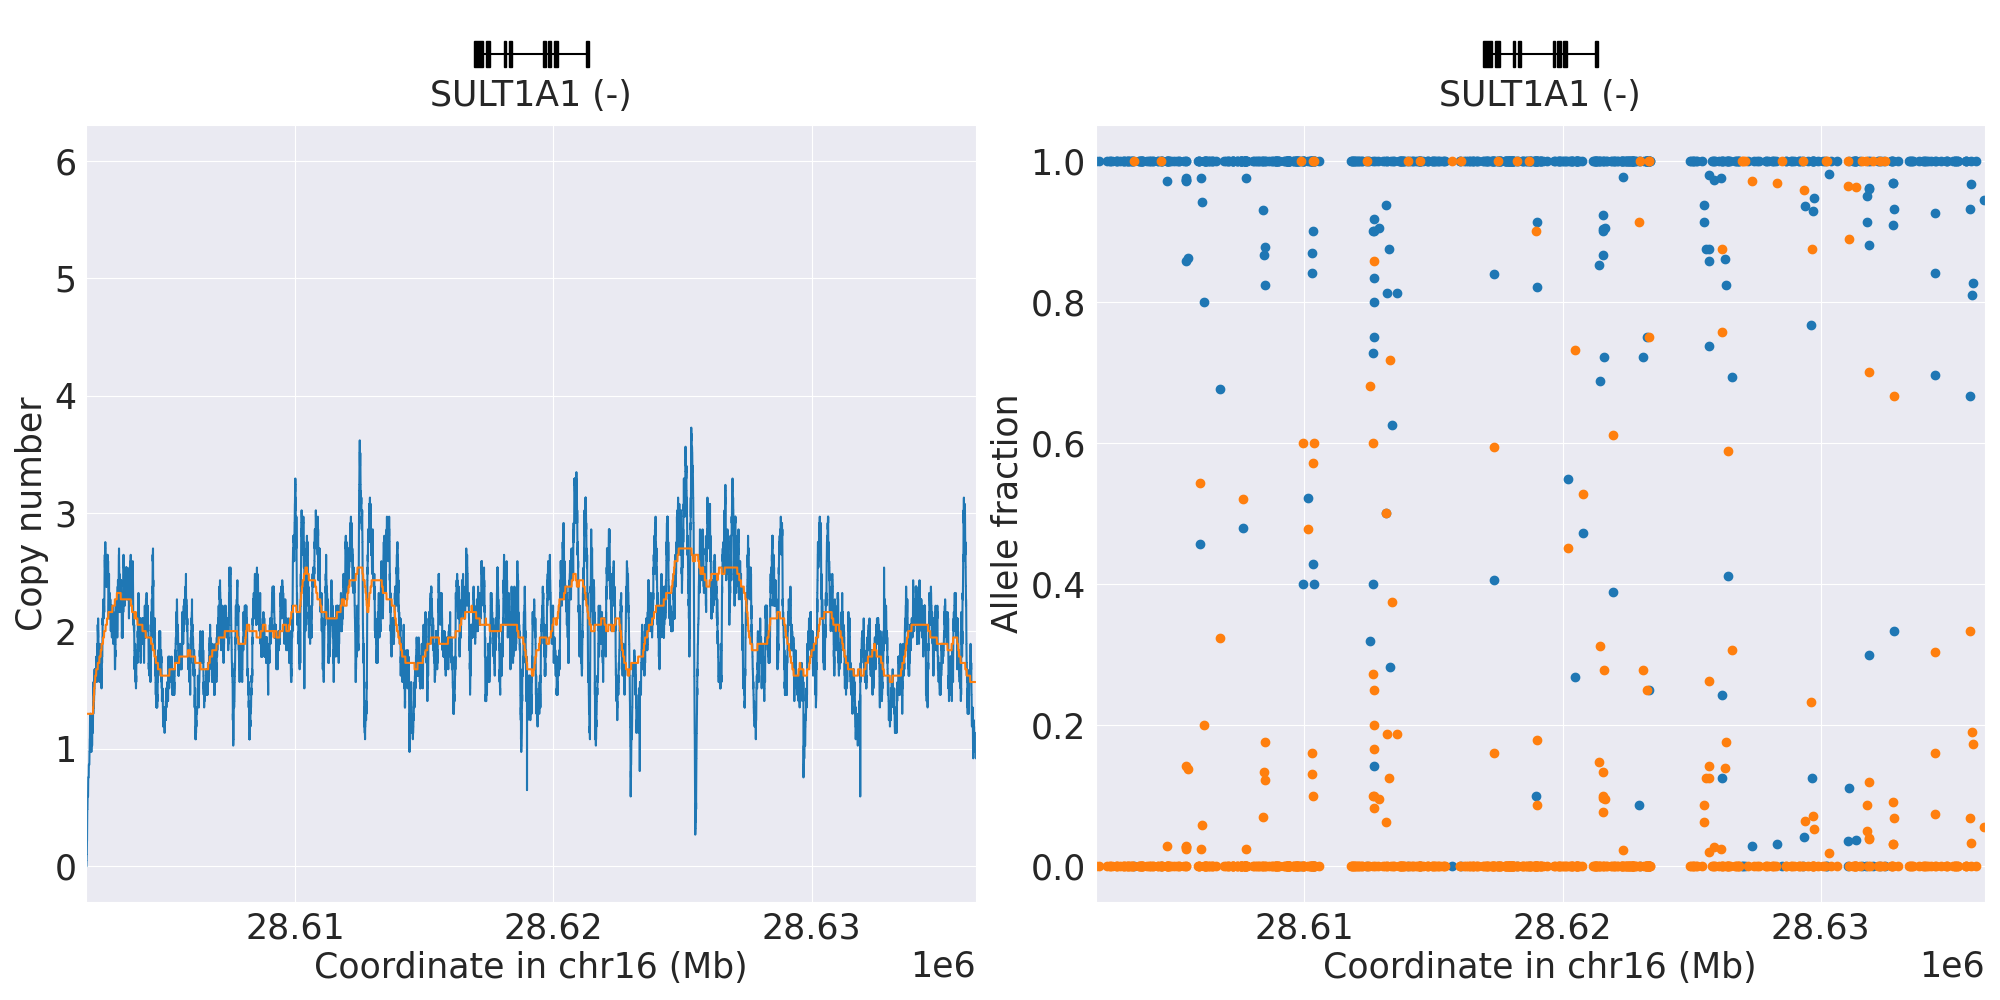 SULT1A1 (-)
6
5
4
3
2
1
0
Copy number
28.61
28.62
28.63
Coordinate in chr16 (Mb)
1e6
SULT1A1 (-)
1.0
0.8
0.6
0.4
0.2
0.0
Allele fraction
28.61
28.62
28.63
Coordinate in chr16 (Mb)
1e6